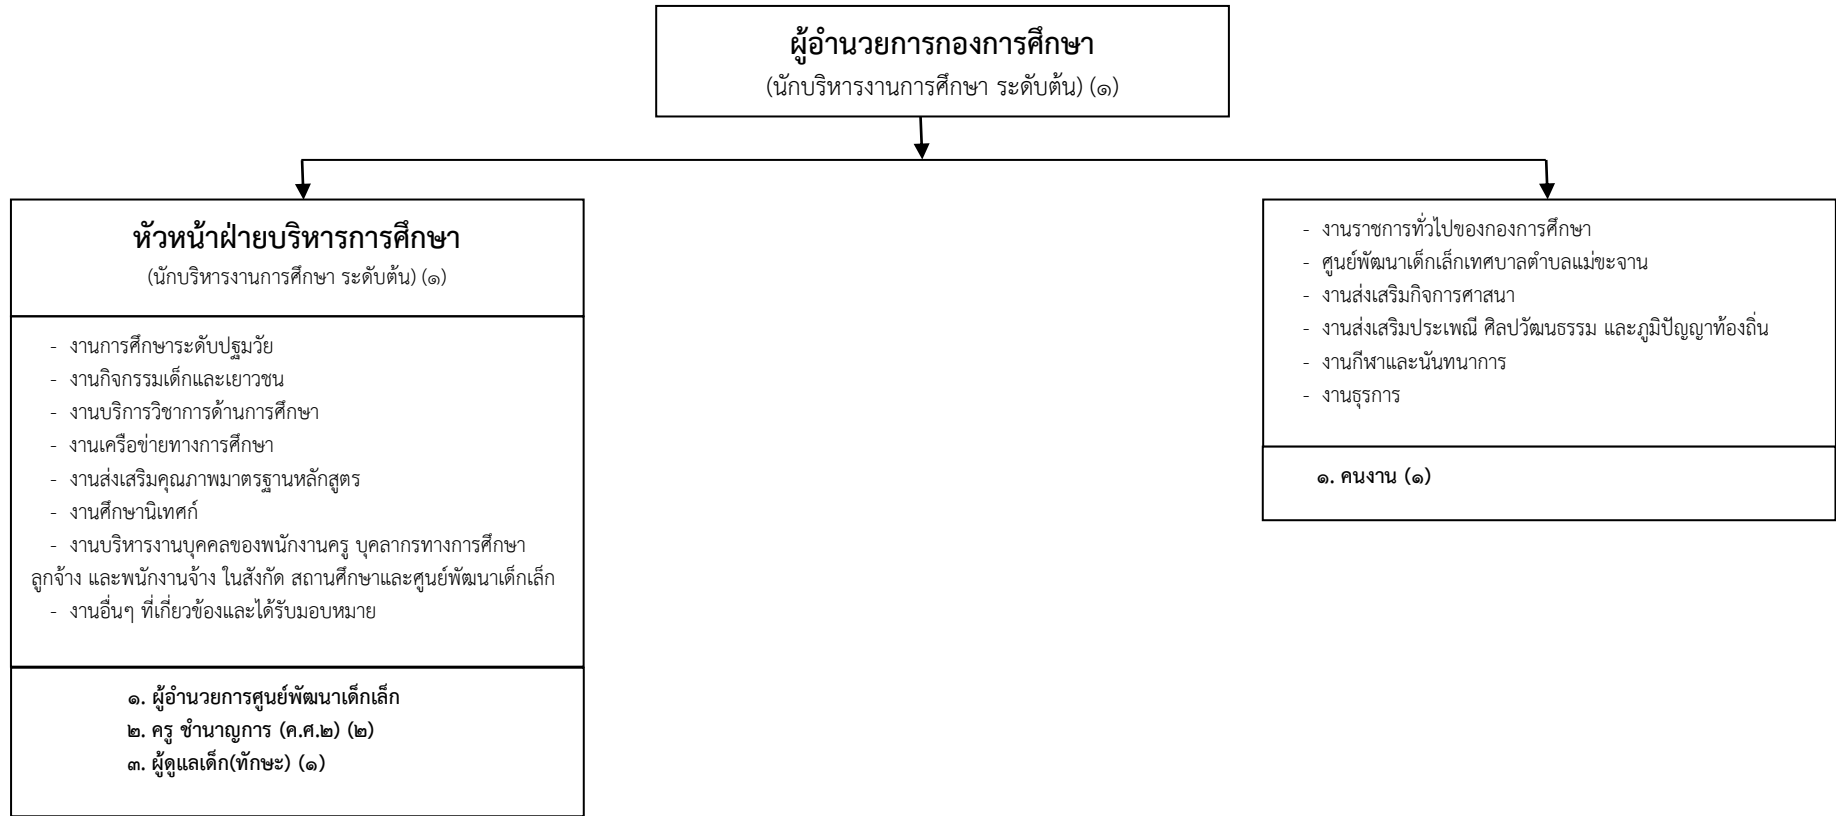 ผู้อำนวยการกองการศึกษา
(นักบริหารงานการศึกษา ระดับต้น) (๑)
หัวหน้าฝ่ายบริหารการศึกษา
(นักบริหารงานการศึกษา ระดับต้น) (๑)
- งานการศึกษาระดับปฐมวัย
- งานกิจกรรมเด็กและเยาวชน
- งานบริการวิชาการด้านการศึกษา
- งานเครือข่ายทางการศึกษา
- งานส่งเสริมคุณภาพมาตรฐานหลักสูตร
- งานศึกษานิเทศก์
- งานบริหารงานบุคคลของพนักงานครู บุคลากรทางการศึกษา
ลูกจ้าง และพนักงานจ้าง ในสังกัด สถานศึกษาและศูนย์พัฒนาเด็กเล็ก
- งานอื่นๆ ที่เกี่ยวข้องและได้รับมอบหมาย
๑. ผู้อำนวยการศูนย์พัฒนาเด็กเล็ก
๒. ครู ชำนาญการ (ค.ศ.๒) (๒)
๓. ผู้ดูแลเด็ก(ทักษะ) (๑)
- งานราชการทั่วไปของกองการศึกษา
- ศูนย์พัฒนาเด็กเล็กเทศบาลตำบลแม่ขะจาน
- งานส่งเสริมกิจการศาสนา
- งานส่งเสริมประเพณี ศิลปวัฒนธรรม และภูมิปัญญาท้องถิ่น
- งานกีฬาและนันทนาการ
- งานธุรการ
๑. คนงาน (๑)